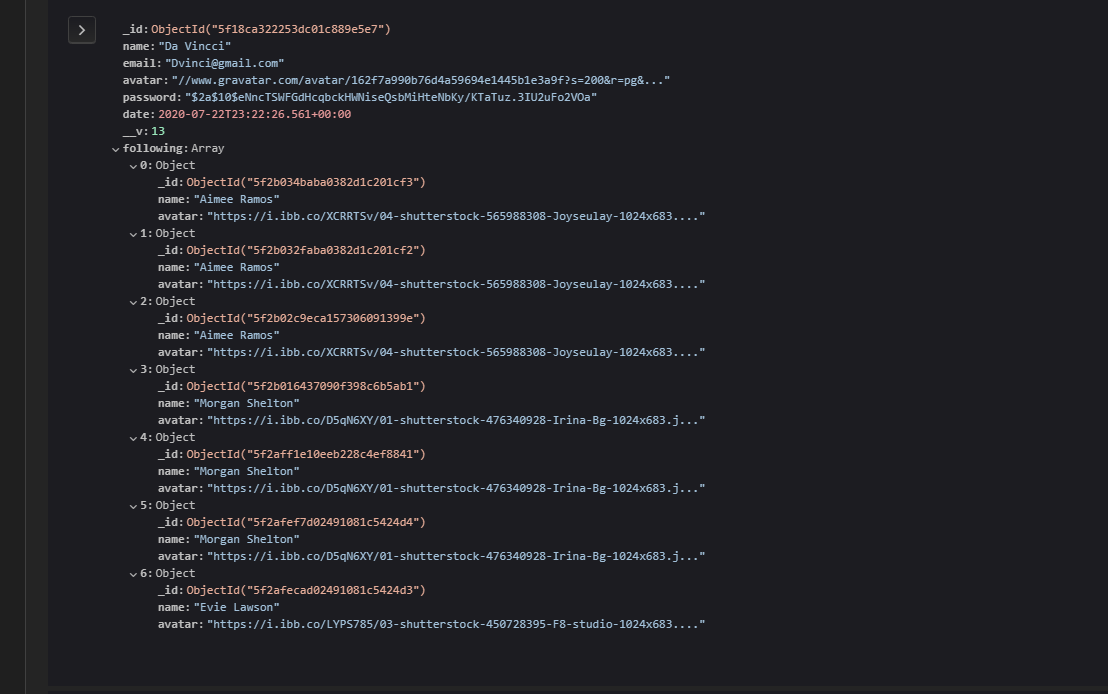 _id:ObjectId("5f18ca322253dc01c889e5e7")
name:"Da Vincci"
email:"Dvinci@gmail.com"
avatar:"//www.gravatar.com/avatar/162f7a990b76d4a59694e1445b1e3a9f?s=200&r=pg&..."
password:"$2a$10$eNncTSWFGdHcqbckHWNiseQsbMiHteNbKy/KTaTuz.3IU2uFo2VOa"
date:2020-07-22T23:22:26.561+00:00
__v:13
following:Array
0:Object
_id:ObjectId("5f2b034baba0382d1c201cf3")
name:"Aimee Ramos"
avatar:"https://i.ibb.co/XCRRTSv/04-shutterstock-565988308-Joyseulay-1024x683...."
1:Object
_id:ObjectId("5f2b032faba0382d1c201cf2")
name:"Aimee Ramos"
avatar:"https://i.ibb.co/XCRRTSv/04-shutterstock-565988308-Joyseulay-1024x683...."
2:Object
_id:ObjectId("5f2b02c9eca157306091399e")
name:"Aimee Ramos"
avatar:"https://i.ibb.co/XCRRTSv/04-shutterstock-565988308-Joyseulay-1024x683...."
3:Object
_id:ObjectId("5f2b016437090f398c6b5ab1")
name:"Morgan Shelton"
avatar:"https://i.ibb.co/D5qN6XY/01-shutterstock-476340928-Irina-Bg-1024x683.j..."
4:Object
_id:ObjectId("5f2aff1e10eeb228c4ef8841")
name:"Morgan Shelton"
avatar:"https://i.ibb.co/D5qN6XY/01-shutterstock-476340928-Irina-Bg-1024x683.j..."
5:Object
_id:ObjectId("5f2afef7d02491081c5424d4")
name:"Morgan Shelton"
avatar:"https://i.ibb.co/D5qN6XY/01-shutterstock-476340928-Irina-Bg-1024x683.j..."
6:Object
_id:ObjectId("5f2afecad02491081c5424d3")
name:"Evie Lawson"
avatar:"https://i.ibb.co/LYPS785/03-shutterstock-450728395-F8-studio-1024x683...."